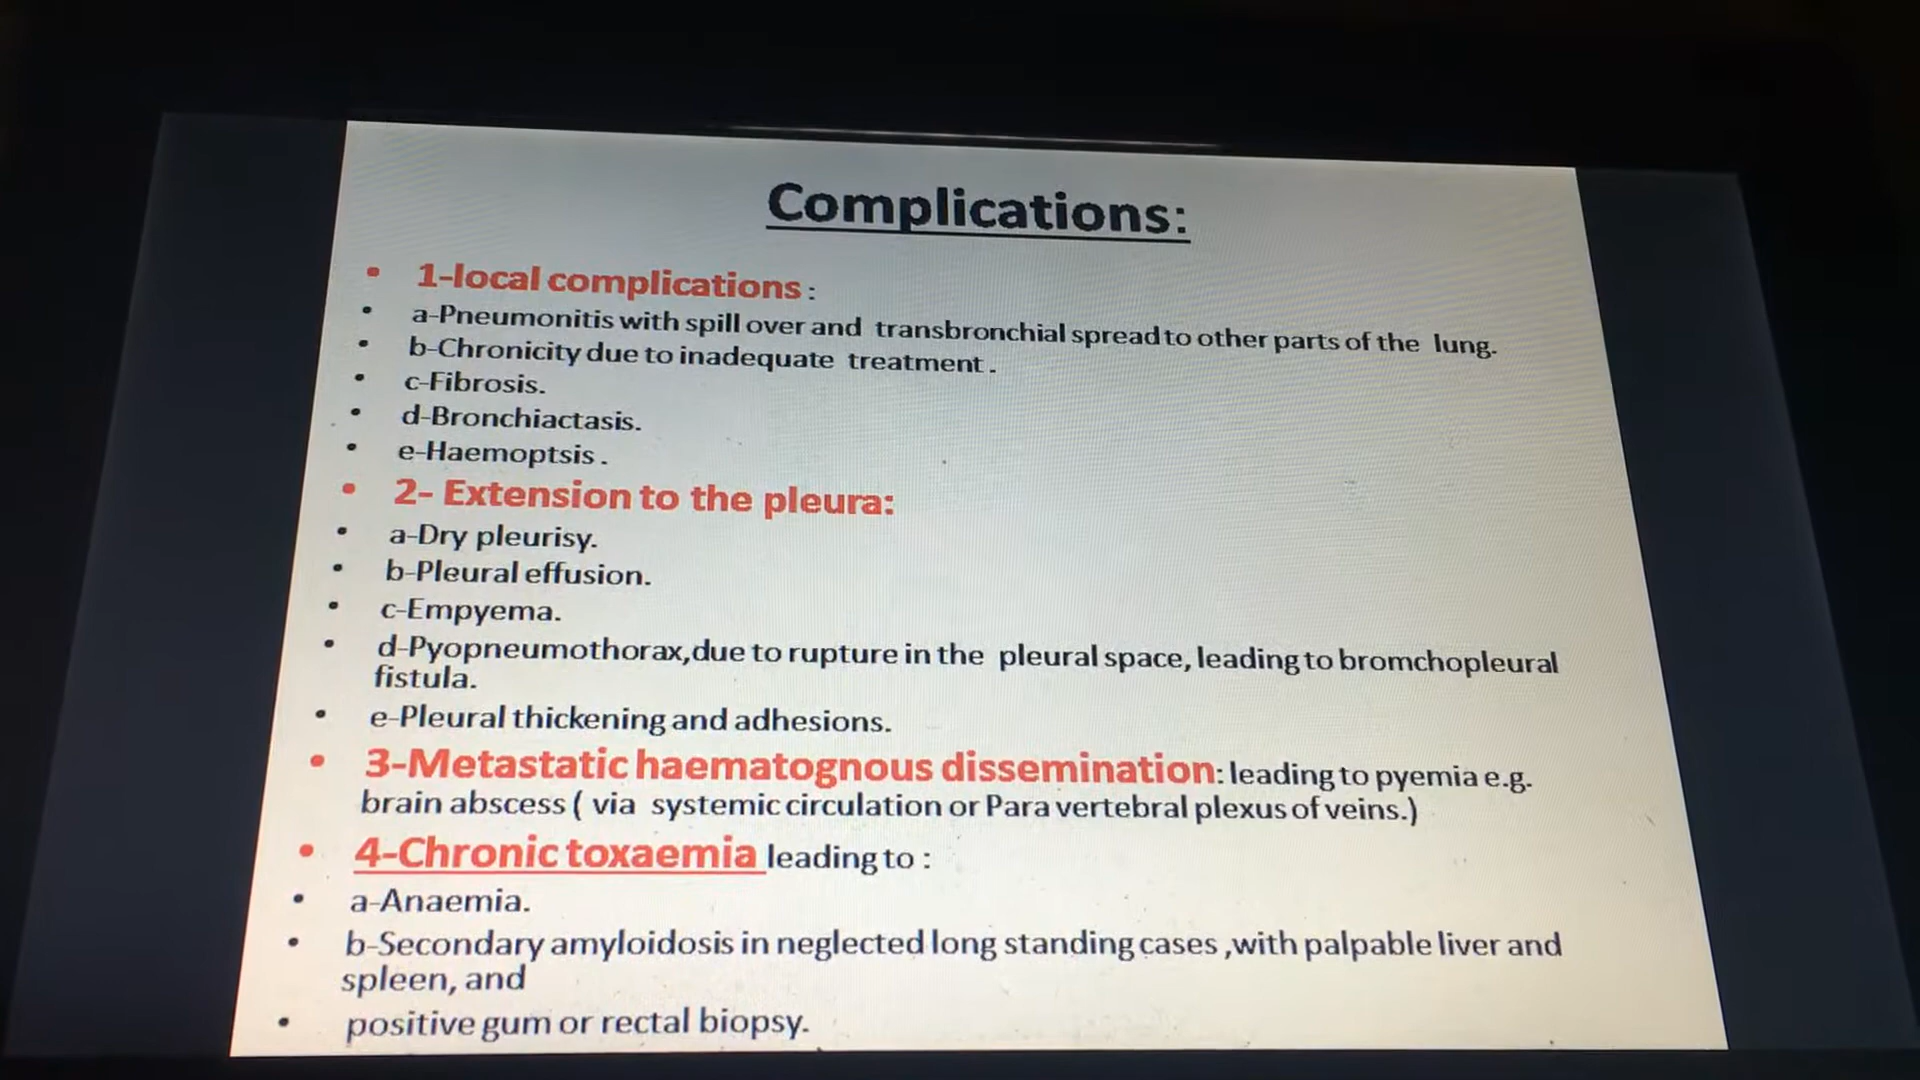 Complications:
• 1-local complications :
• a-Pneumonitis with spill over and transbronchial spread to other parts of the lung.
• b-Chronicity due to inadequate treatment .
• c-Fibrosis.
• d-Bronchiactasis.
• e-Haemoptsis .
• 2- Extension to the pleura:
• a-Dry pleurisy.
• b-Pleural effusion.
• c-Empyema.
• d-Pyopneumothorax,due to rupture in the pleural space, leading to bromchopleural
fistula.
• e-Pleural thickening and adhesions.
• 3-Metastatic haematognous dissemination: leading to pyemia e.g.
brain abscess ( via systemic circulation or Para vertebral plexus of veins.)
• 4-Chronic toxaemia leading to :
• a-Anaemia.
• b-Secondary amyloidosis in neglected long standing cases ,with palpable liver and
spleen, and
• positive gum or rectal biopsy.